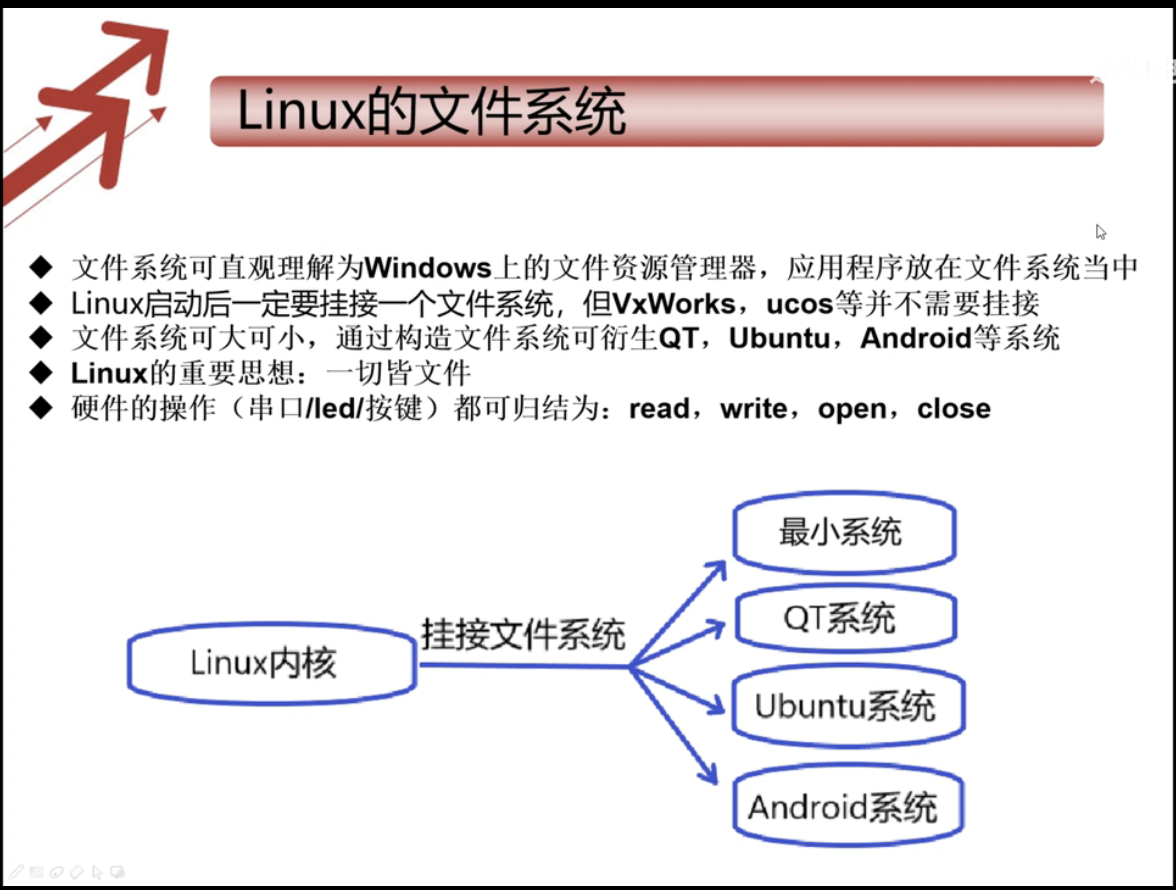 Linux的文件系统
◆ 文件系统可直观理解为Windows上的文件资源管理器，应用程序放在文件系统当中
◆ Linux启动后一定要挂接一个文件系统，但VxWorks，ucos等并不需要挂接
◆ 文件系统可大可小，通过构造文件系统可衍生QT，Ubuntu，Android等系统
◆ Linux的重要思想：一切皆文件
◆ 硬件的操作（串口/led/按键）都可归结为：read，write，open，close
最小系统
QT系统
挂接文件系统
Linux内核
Ubuntu系统
Android系统